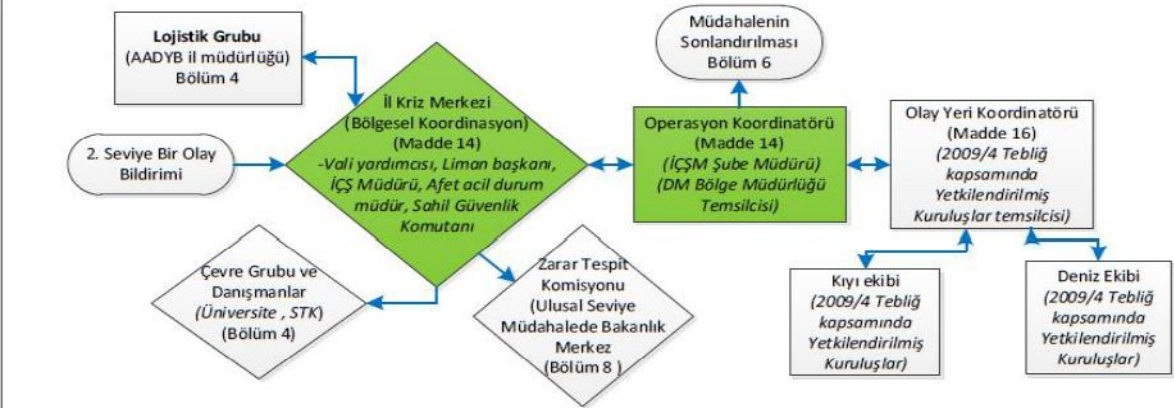 Lojistik Grubu
(AADYB il müdürlüğü)
Bölüm 4
2. Seviye Bir Olay
Bildirimi
İl Kriz Merkezi
(Bölgesel Koordinasyon)
(Madde 14)
-Vali yardımcısı, Liman başkanı,
İÇŞ Müdürü, Afet acil durum
müdür, Sahil Güvenlik
Komutanı
Çevre Grubu ve
Danışmanlar
(Üniversite , STK)
(Bölüm 4)
Zarar Tespit
Komisyonu
(Ulusal Seviye
Müdahalede Bakanlık
Merkez
(Bölüm 8 )
Müdahalenin
Sonlandırılması
Bölüm 6
Operasyon Koordinatörü
(Madde 14)
(İÇŞM Şube Müdürü)
(DM Bölge Müdürlüğü
Temsilcisi)
Olay Yeri Koordinatörü
(Madde 16)
(2009/4 Tebliğ
kapsamında
Yetkilendirilmiş
Kuruluşlar temsilcisi)
Kıyı ekibi
(2009/4 Tebliğ
kapsamında
Yetkilendirilmiş
Kuruluşlar)
Deniz Ekibi
(2009/4 Tebliğ
kapsamında
Yetkilendirilmiş
Kuruluşlar)